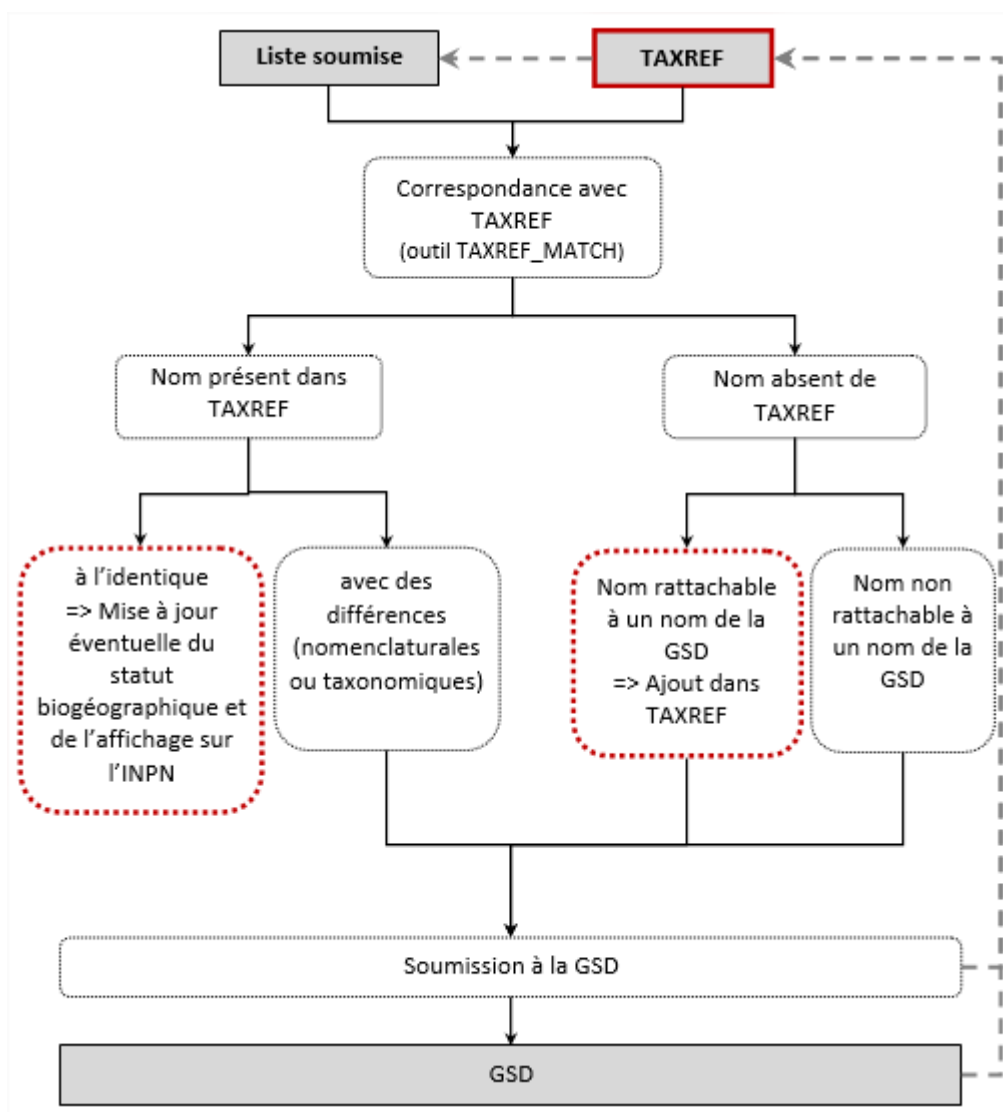 Liste soumise
TAXREF
Correspondance avec
TAXREF
(outil TAXREF_MATCH)
Nom présent dans
TAXREF
Nom absent de
TAXREF
à l’identique
=> Mise à jour
éventuelle du
statut
biogéographique et
de l’affichage sur
l’INPN
avec des
différences
(nomenclaturales
ou taxonomiques)
Nom rattachable
à un nom de la
GSD
=> Ajout dans
TAXREF
Nom non
rattachable à
un nom de la
GSD
Soumission à la GSD
GSD